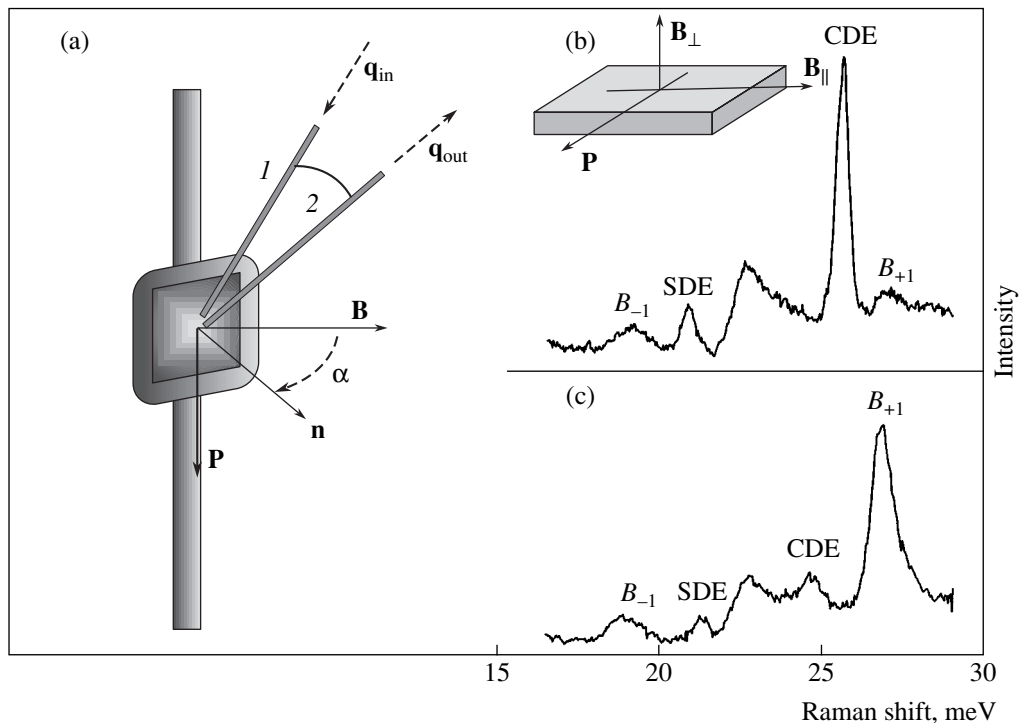 (a)
q_in
q_out
1
2
B
α
n
P
(b)
B_⊥
B_∥
P
CDE
B_{+1}
SDE
B_{−1}
(c)
B_{+1}
CDE
SDE
B_{−1}
Intensity
15 20 25 30
Raman shift, meV